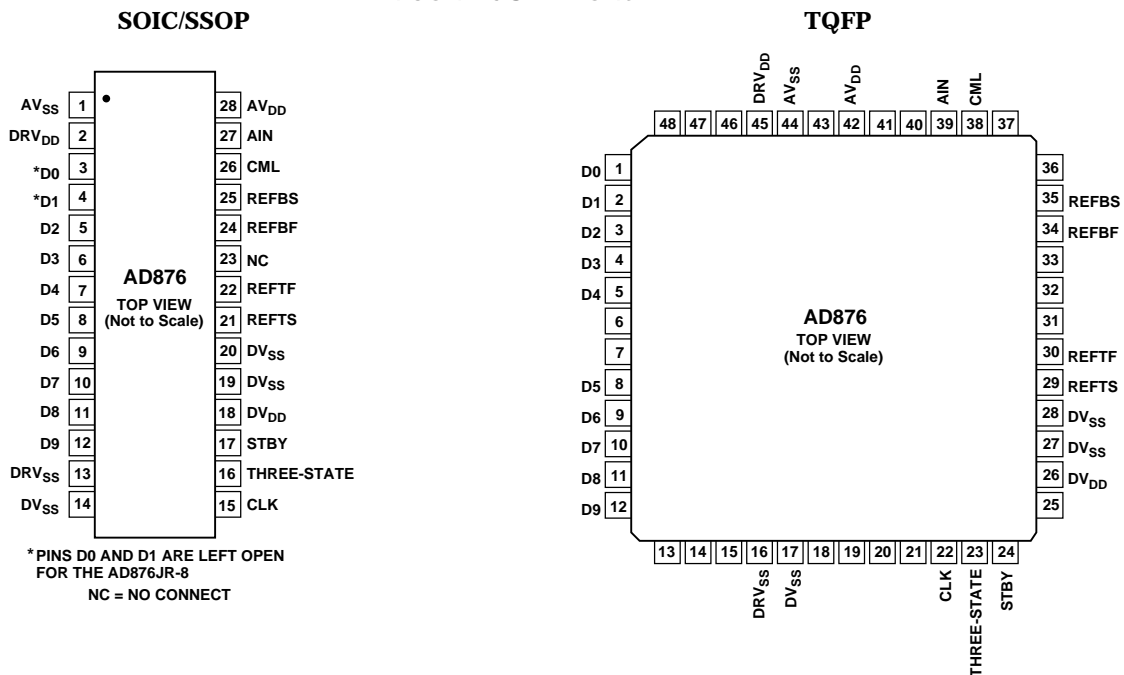 SOIC/SSOP
AV_SS 1
DRV_DD 2
*D0 3
*D1 4
D2 5
D3 6
D4 7
D5 8
D6 9
D7 10
D8 11
D9 12
DRV_SS 13
DV_SS 14
AD876
TOP VIEW
(Not to Scale)
28 AV_DD
27 AIN
26 CML
25 REFBS
24 REFBF
23 NC
22 REFTF
21 REFTS
20 DV_SS
19 DV_SS
18 DV_DD
17 STBY
16 THREE-STATE
15 CLK
*PINS D0 AND D1 ARE LEFT OPEN
FOR THE AD876JR-8
NC = NO CONNECT
TQFP
DRV_DD AV_SS AV_DD AIN CML
48 47 46 45 44 43 42 41 40 39 38 37
D0 1
D1 2
D2 3
D3 4
D4 5
6
7
D5 8
D6 9
D7 10
D8 11
D9 12
AD876
TOP VIEW
(Not to Scale)
36
35 REFBS
34 REFBF
33
32
31
30 REFTF
29 REFTS
28 DV_SS
27 DV_SS
26 DV_DD
25
13 14 15 16 17 18 19 20 21 22 23 24
DRV_SS DV_SS CLK THREE-STATE STBY